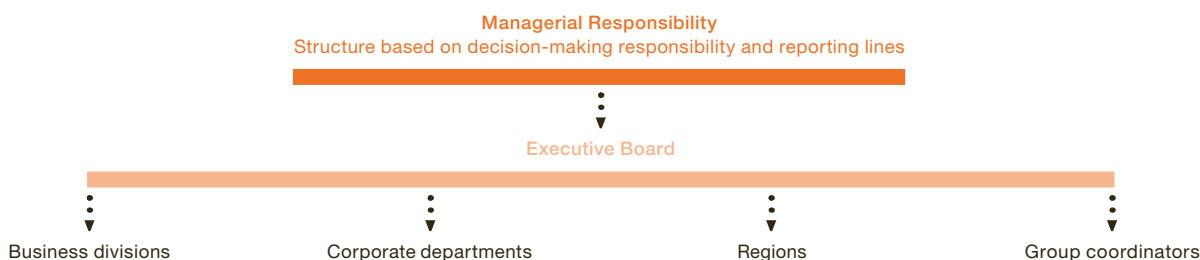 Managerial Responsibility
Structure based on decision-making responsibility and reporting lines
Executive Board
Business divisions
Corporate departments
Regions
Group coordinators